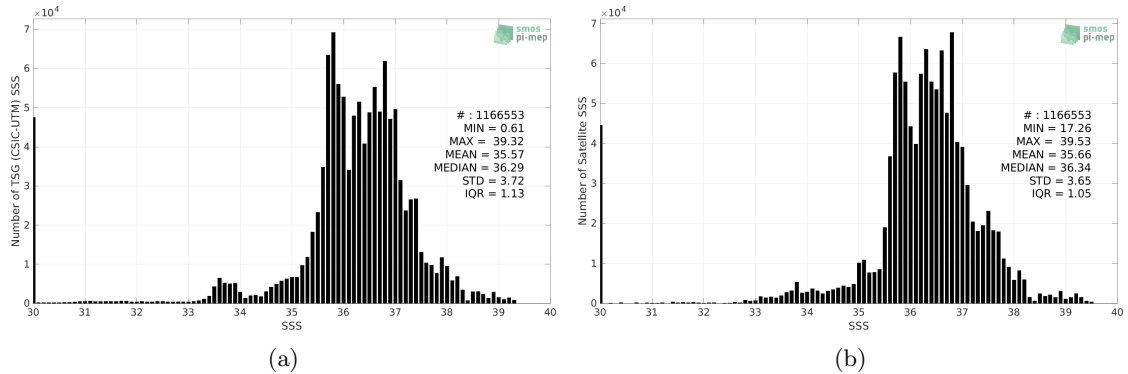 ×10⁴
7
6
5
4
3
2
1
0
Number of TSG (CSIC-UTM) SSS
smos
pi-mep
# : 1166553
MIN = 0.61
MAX = 39.32
MEAN = 35.57
MEDIAN = 36.29
STD = 3.72
IQR = 1.13
30 31 32 33 34 35 36 37 38 39 40
SSS
(a)
×10⁴
7
6
5
4
3
2
1
0
Number of Satellite SSS
smos
pi-mep
# : 1166553
MIN = 17.26
MAX = 39.53
MEAN = 35.66
MEDIAN = 36.34
STD = 3.65
IQR = 1.05
30 31 32 33 34 35 36 37 38 39 40
SSS
(b)